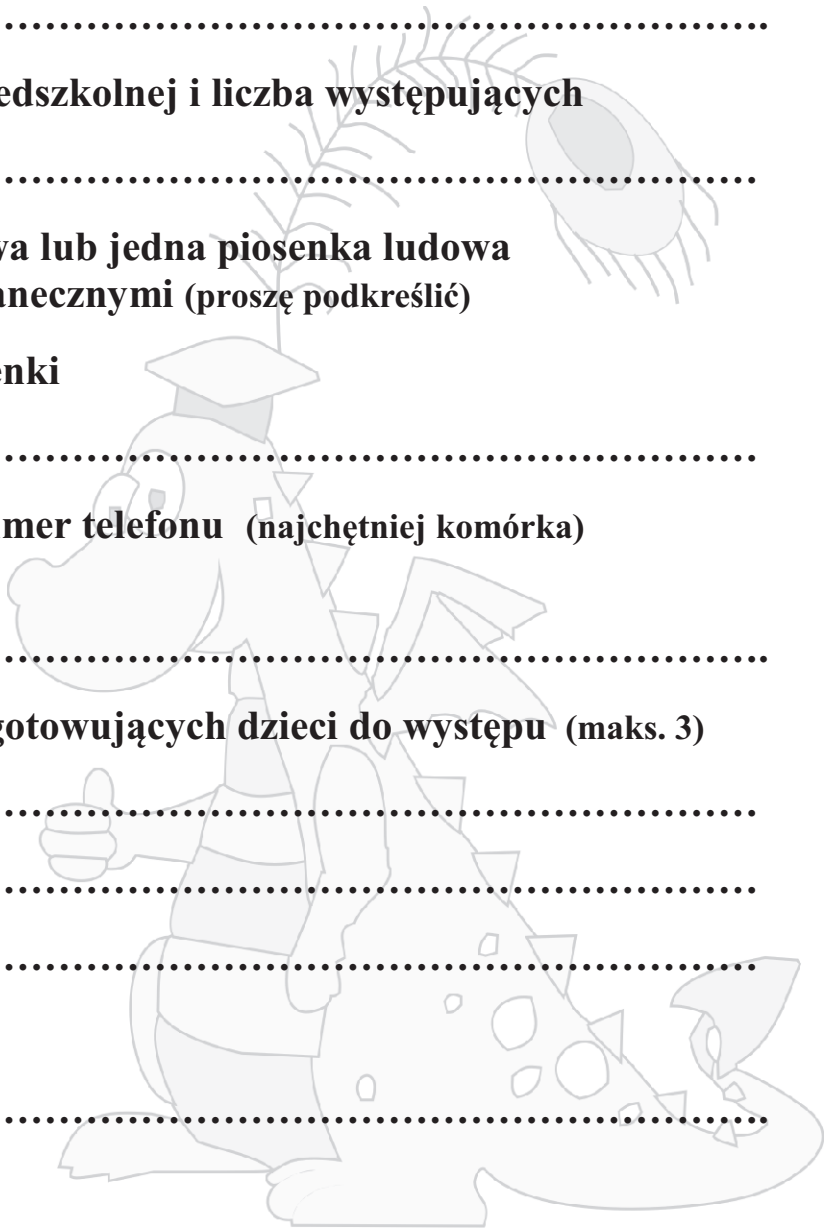 ……………………………………………………….
edszkolnej i liczba występujących
………………………………………………………
va lub jedna piosenka ludowa
anecznymi (proszę podkreślić)
enki
………………………………………………………
mer telefonu (najchętniej komórka)
……………………………………………………….
gotowujących dzieci do występu (maks. 3)
………………………………………………………
………………………………………………………
………………………………………………………
……………………………………………………….